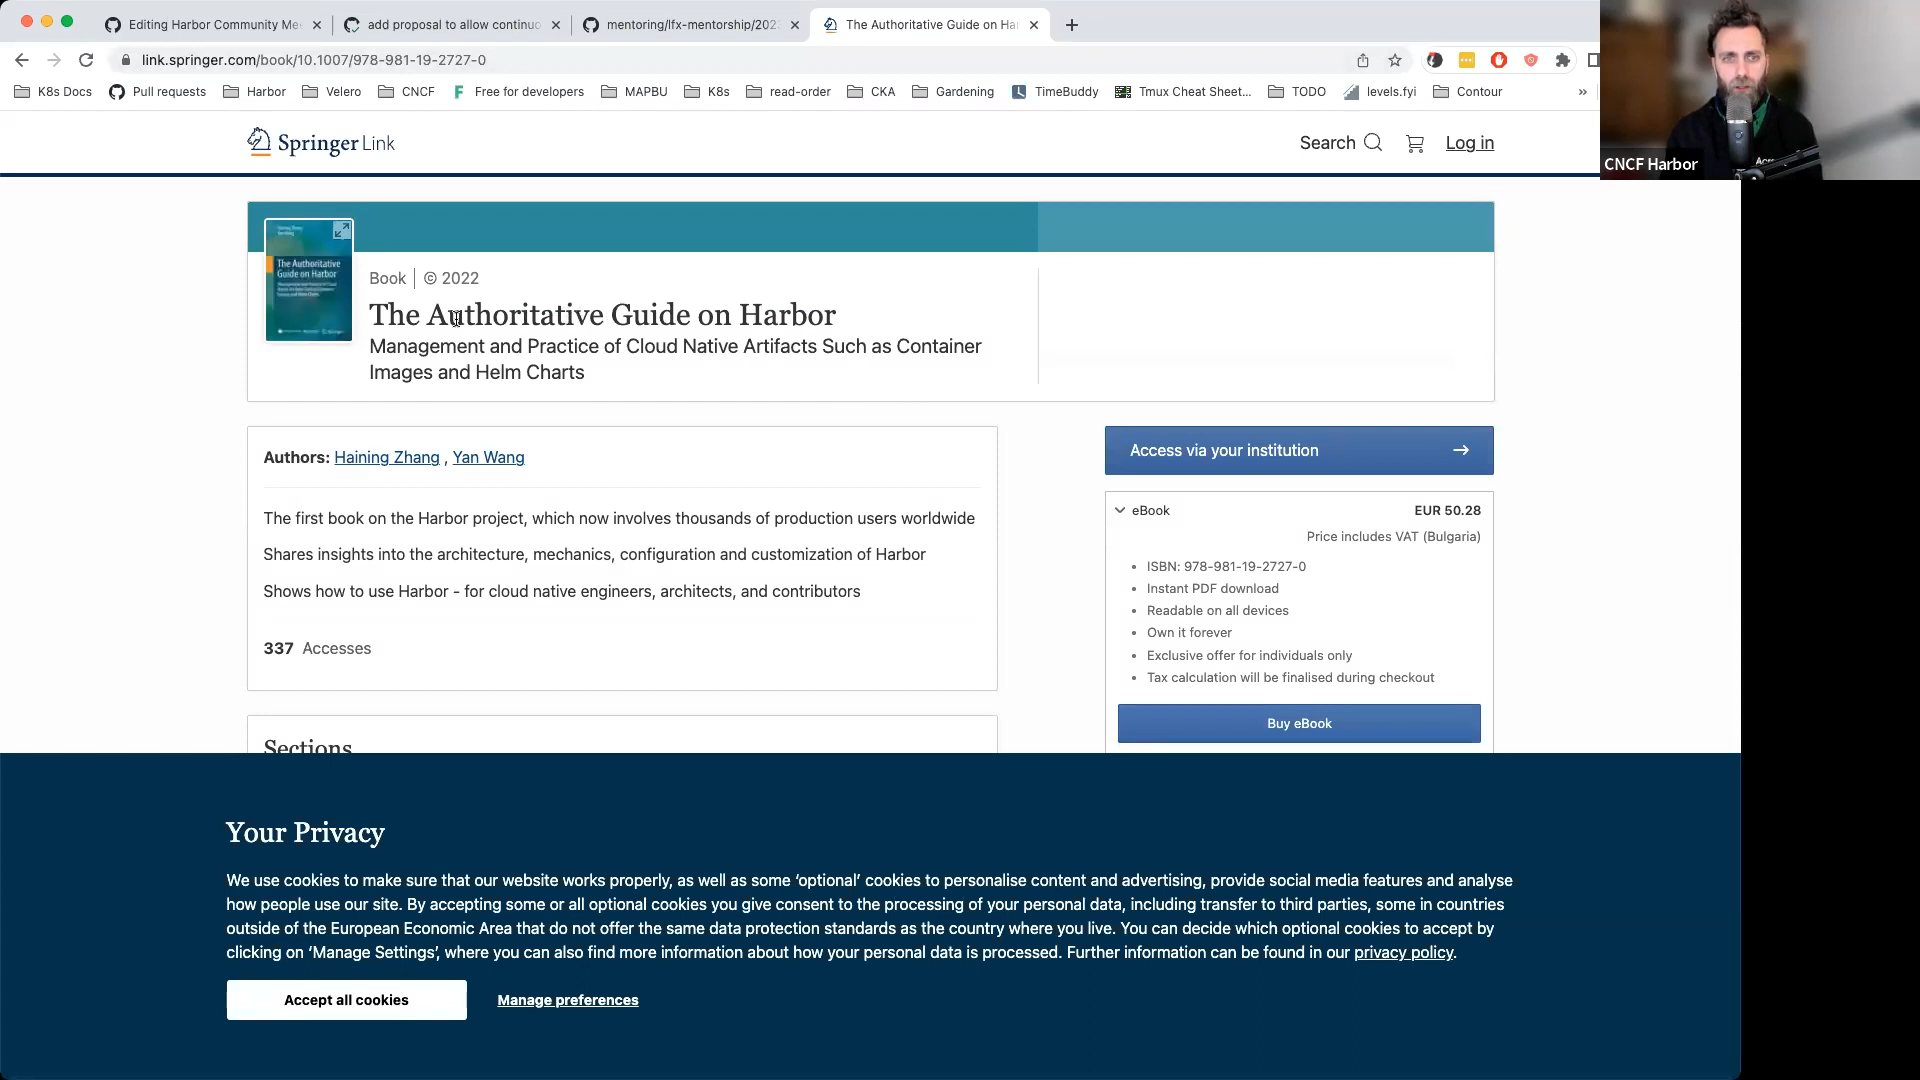 Editing Harbor Community Me
add proposal to allow continuo
mentoring/lfx-mentorship/202
The Authoritative Guide on Ha
link.springer.com/book/10.1007/978-981-19-2727-0
K8s Docs
Pull requests
Harbor
Velero
CNCF
Free for developers
MAPBU
K8s
read-order
CKA
Gardening
TimeBuddy
Tmux Cheat Sheet...
TODO
levels.fyi
Contour
»
CNCF Harbor
Springer Link
Search
Log in
The Authoritative
Guide on Harbor
Book | © 2022
The Authoritative Guide on Harbor
Management and Practice of Cloud Native Artifacts Such as Container
Images and Helm Charts
Authors: Haining Zhang , Yan Wang
The first book on the Harbor project, which now involves thousands of production users worldwide
Shares insights into the architecture, mechanics, configuration and customization of Harbor
Shows how to use Harbor - for cloud native engineers, architects, and contributors
337 Accesses
Sections
Access via your institution
eBook EUR 50.28
Price includes VAT (Bulgaria)
• ISBN: 978-981-19-2727-0
• Instant PDF download
• Readable on all devices
• Own it forever
• Exclusive offer for individuals only
• Tax calculation will be finalised during checkout
Buy eBook
Your Privacy
We use cookies to make sure that our website works properly, as well as some ‘optional’ cookies to personalise content and advertising, provide social media features and analyse
how people use our site. By accepting some or all optional cookies you give consent to the processing of your personal data, including transfer to third parties, some in countries
outside of the European Economic Area that do not offer the same data protection standards as the country where you live. You can decide which optional cookies to accept by
clicking on ‘Manage Settings’, where you can also find more information about how your personal data is processed. Further information can be found in our privacy policy.
Accept all cookies
Manage preferences